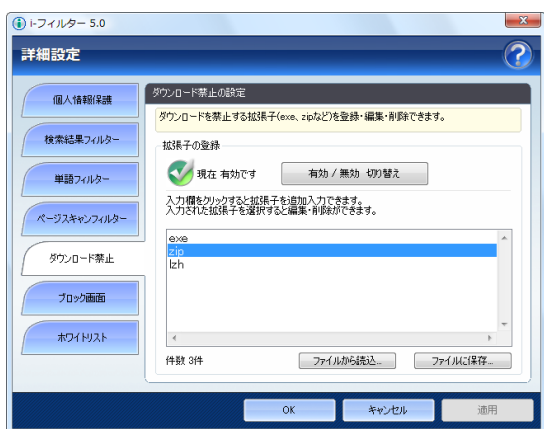 i-フィルター 5.0
詳細設定
個人情報保護
検索結果フィルター
単語フィルター
ページスキャンフィルター
ダウンロード禁止
ブロック画面
ホワイトリスト
ダウンロード禁止の設定
ダウンロードを禁止する拡張子(exe、zipなど)を登録・編集・削除できます。
拡張子の登録
現在 有効です
有効 / 無効 切り替え
入力欄をクリックすると拡張子を追加入力できます。
入力された拡張子を選択すると編集・削除ができます。
exe
zip
lzh
件数 3件
ファイルから読込...
ファイルに保存...
OK
キャンセル
適用